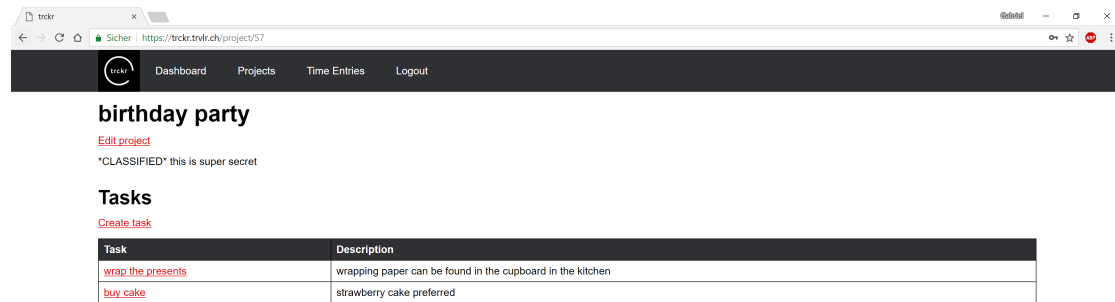 trckr
Gabriel
Sicher https://trckr.trvlr.ch/project/57
ABP
trckr Dashboard Projects Time Entries Logout
birthday party
Edit project
*CLASSIFIED* this is super secret
Tasks
Create task
Task Description
wrap the presents wrapping paper can be found in the cupboard in the kitchen
buy cake strawberry cake preferred